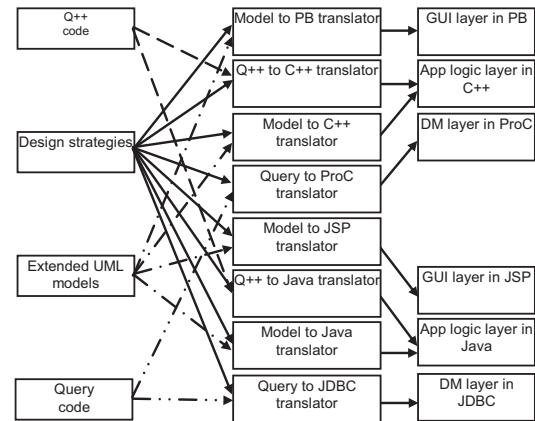 Q++
code
Design strategies
Extended UML
models
Query
code
Model to PB translator
Q++ to C++ translator
Model to C++
translator
Query to ProC
translator
Model to JSP
translator
Q++ to Java translator
Model to Java
translator
Query to JDBC
translator
GUI layer in PB
App logic layer in
C++
DM layer in ProC
GUI layer in JSP
App logic layer in
Java
DM layer in
JDBC